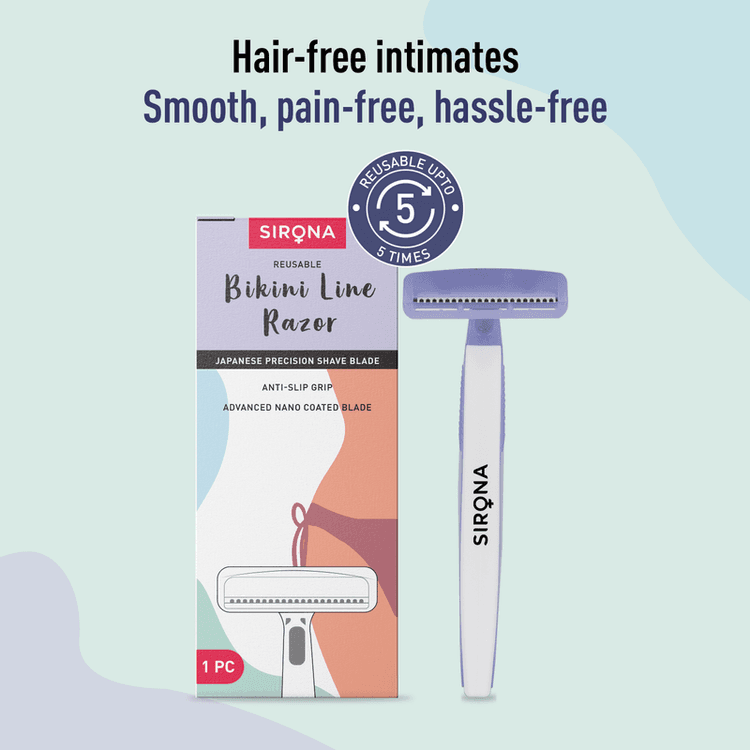 Hair-free intimates
Smooth, pain-free, hassle-free
REUSABLE UPTO
5
5 TIMES
SIRONA
REUSABLE
Bikini Line
Razor
JAPANESE PRECISION SHAVE BLADE
ANTI-SLIP GRIP
ADVANCED NANO COATED BLADE
1 PC
SIRONA